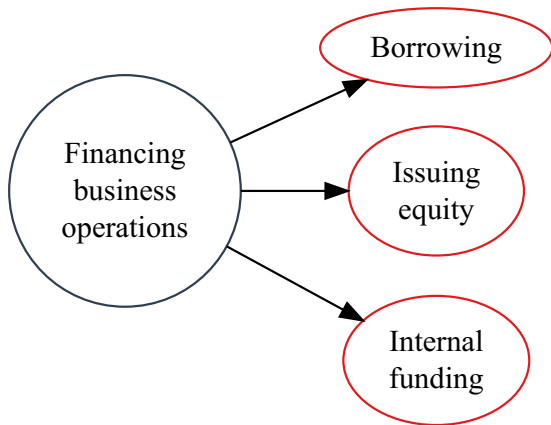 Financing
business
operations
Borrowing
Issuing
equity
Internal
funding